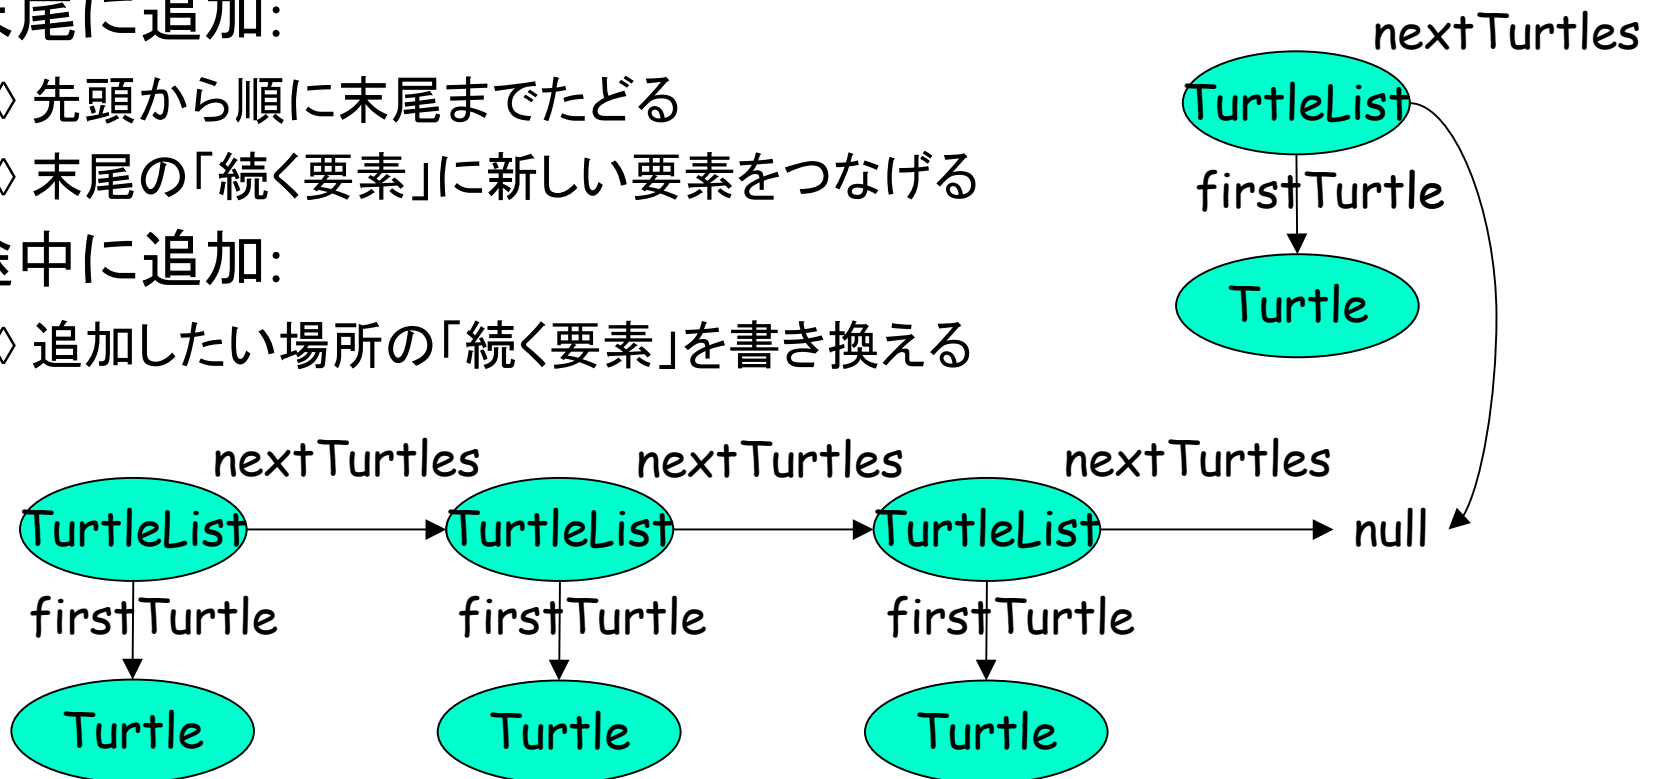 末尾に追加:
◊ 先頭から順に末尾までたどる
◊ 末尾の「続く要素」に新しい要素をつなげる
途中に追加:
◊ 追加したい場所の「続く要素」を書き換える
nextTurtles
TurtleList
firstTurtle
Turtle
nextTurtles nextTurtles nextTurtles
TurtleList TurtleList TurtleList null
firstTurtle firstTurtle firstTurtle
Turtle Turtle Turtle